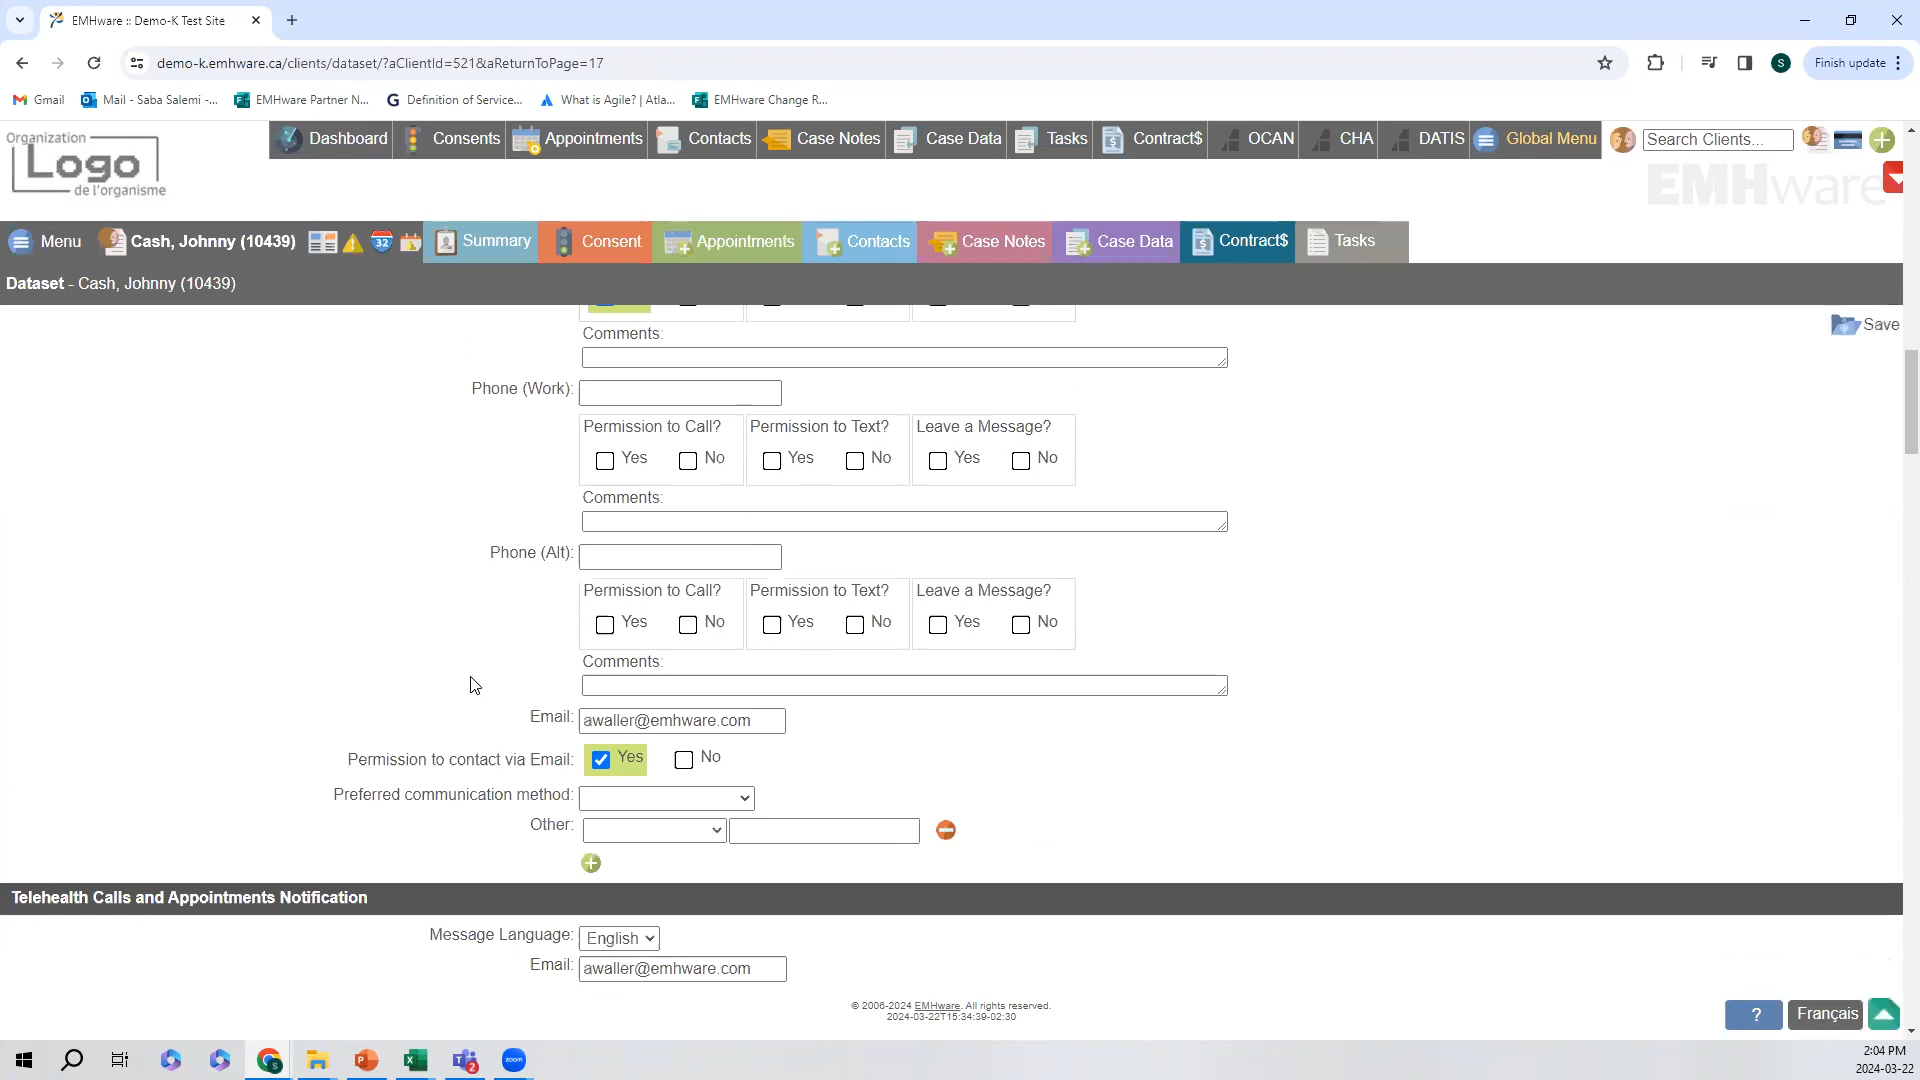 EMHware :: Demo-K Test Site
demo-k.emhware.ca/clients/dataset/?aClientId=521&aReturnToPage=17
S
Finish update
Gmail
Mail - Saba Salemi -...
EMHware Partner N...
Definition of Service...
What is Agile? | Atla...
EMHware Change R...
Organization
Logo
de l'organisme
Dashboard
Consents
Appointments
Contacts
Case Notes
Case Data
Tasks
Contract$
OCAN
CHA
DATIS
Global Menu
Search Clients...
EMHware
Menu
Cash, Johnny (10439)
32
Summary
Consent
Appointments
Contacts
Case Notes
Case Data
Contract$
Tasks
Dataset - Cash, Johnny (10439)
Save
Comments:
Phone (Work):
Permission to Call? Permission to Text? Leave a Message?
Yes No Yes No Yes No
Comments:
Phone (Alt):
Permission to Call? Permission to Text? Leave a Message?
Yes No Yes No Yes No
Comments:
Email: awaller@emhware.com
Permission to contact via Email: Yes No
Preferred communication method:
Other:
Telehealth Calls and Appointments Notification
Message Language: English
Email: awaller@emhware.com
© 2006-2024 EMHware. All rights reserved.
2024-03-22T15:34:39-02:30
?
Français
zoom
2:04 PM
2024-03-22